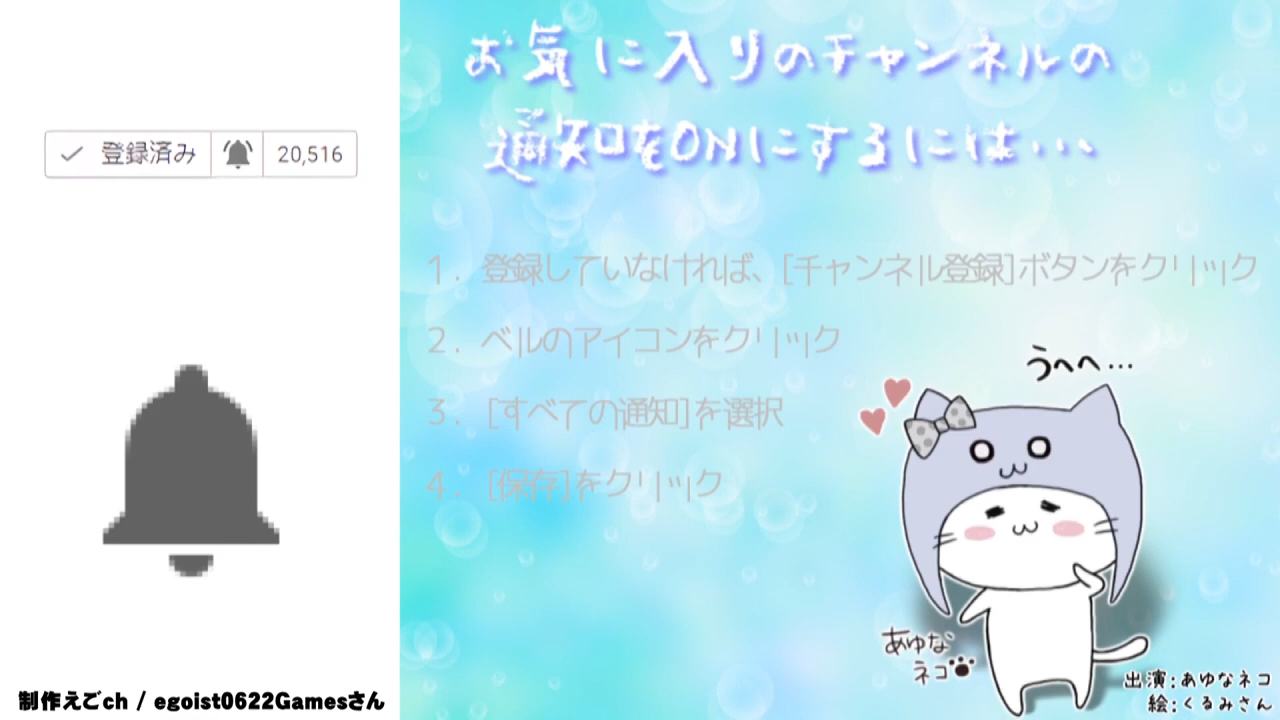 お気に入りのチャンネルの
通知をONにするには・・・
登録済み 20,516
1. 登録していなければ、[チャンネル登録]ボタンをクリック
2. ベルのアイコンをクリック
3. [すべての通知]を選択
4. [保存]をクリック
うへへ…
あゆな
ネコ
出演:あゆなネコ
絵:くるみさん
制作えごch / egoist0622Gamesさん